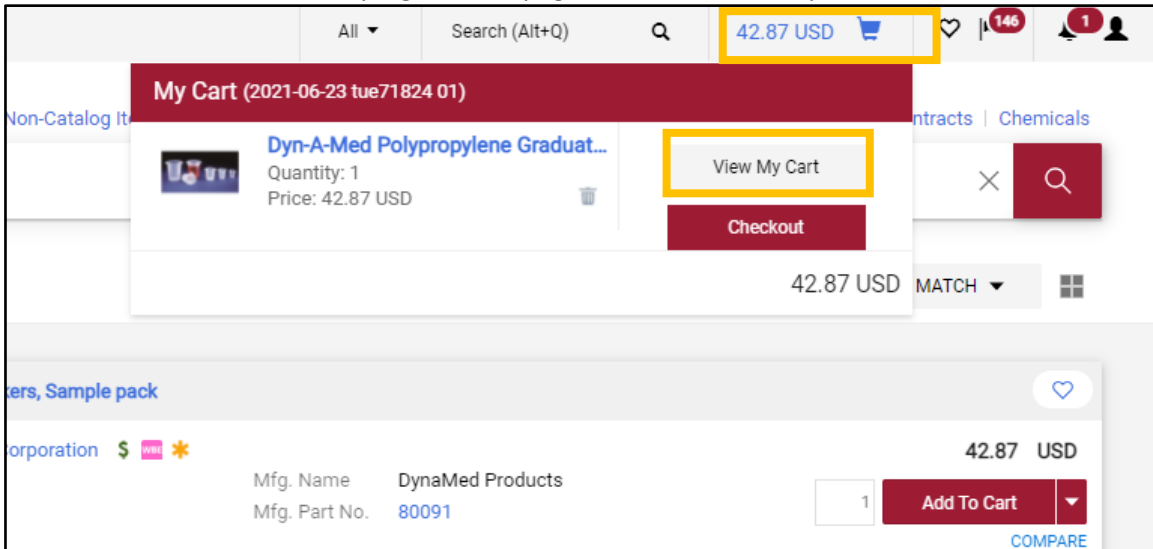 All Search (Alt+Q) 42.87 USD 146 1
My Cart (2021-06-23 tue71824 01)
Non-Catalog Ite ntracts | Chemicals
Dyn-A-Med Polypropylene Graduat...
Quantity: 1
Price: 42.87 USD
View My Cart
Checkout
42.87 USD
MATCH
kers, Sample pack
orporation $ WBE
42.87 USD
Mfg. Name DynaMed Products
Mfg. Part No. 80091
1 Add To Cart
COMPARE